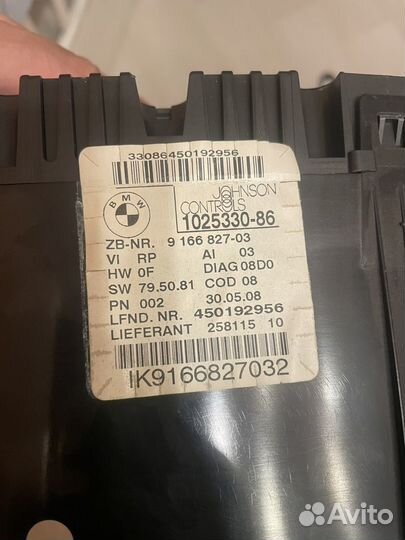 33086450192956
BMW
JOHNSON
CONTROLS
1025330-86
ZB-NR. 9 166 827-03
VI RP AI 03
HW 0F DIAG 08D0
SW 79.50.81 COD 08
PN 002 30.05.08
LFND. NR. 450192956
LIEFERANT 258115 10
IK9166827032
Avito